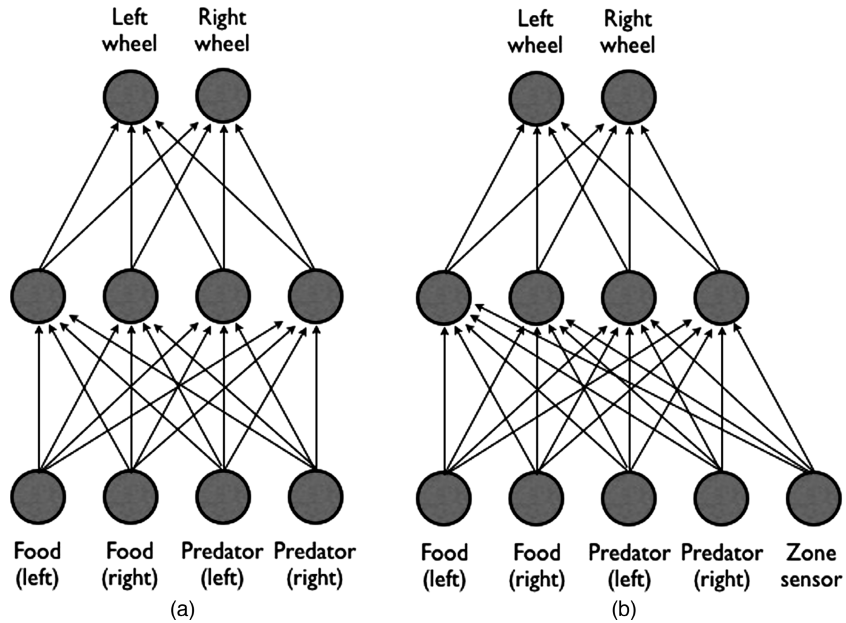 Left
wheel
Right
wheel
Food
(left)
Food
(right)
Predator
(left)
Predator
(right)
(a)
Left
wheel
Right
wheel
Food
(left)
Food
(right)
Predator
(left)
Predator
(right)
Zone
sensor
(b)